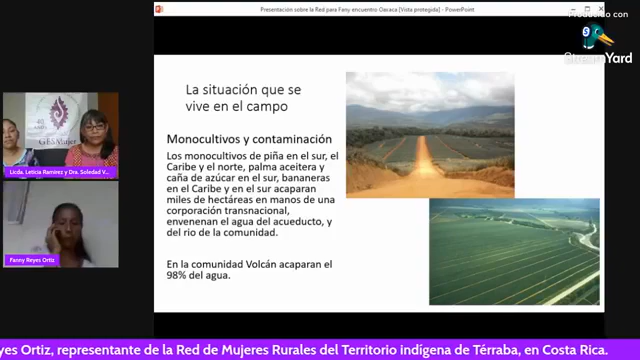 Presentación sobre la Red para Fany encuentro Oaxaca [Vista protegida] - PowerPoint
Producido con
StreamYard
La situación que se
vive en el campo
Monocultivos y contaminación
Los monocultivos de piña en el sur, el
Caribe y el norte, palma aceitera y
caña de azúcar en el sur, bananeras
en el Caribe y en el sur acaparan
miles de hectáreas en manos de una
corporación transnacional,
envenenan el agua del acueducto, y
del rio de la comunidad.
En la comunidad Volcán acaparan el
98% del agua.
40
GESMujer
Licda. Leticia Ramirez y Dra. Soledad V...
Fanny Reyes Ortiz
yes Ortiz, representante de la Red de Mujeres Rurales del Territorio indígena de Térraba, en Costa Rica.